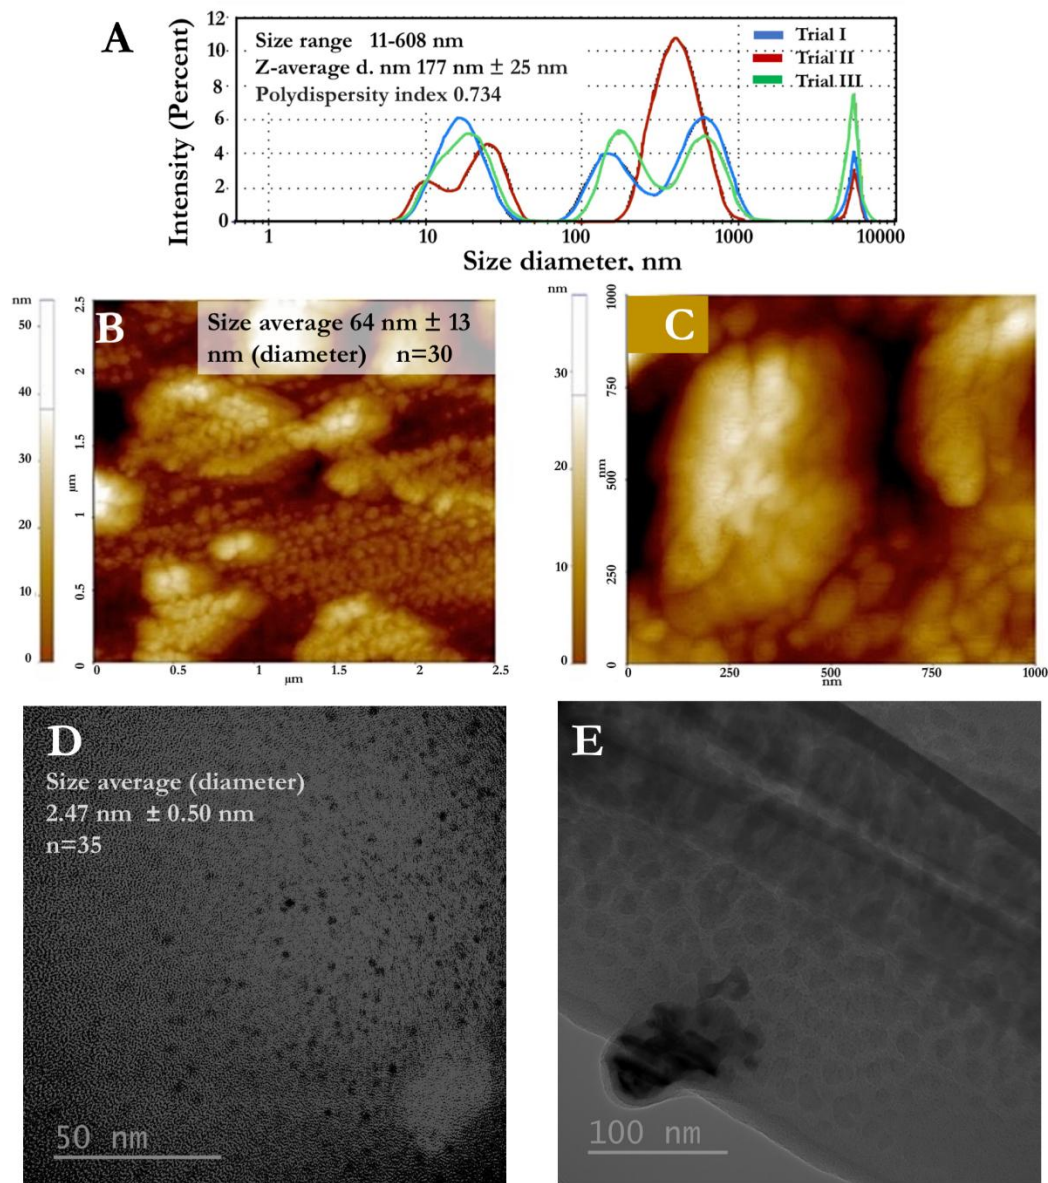 A
Size range 11-608 nm
Z-average d. nm 177 nm ± 25 nm
Polydispersity index 0.734
Trial I
Trial II
Trial III
Intensity (Percent)
12
10
8
6
4
2
0
1
10
100
1000
10000
Size diameter, nm
B
Size average 64 nm ± 13
nm (diameter) n=30
nm
50
40
30
20
10
0
2.5
2
1.5
µm
1
0.5
0
0
0.5
1
1.5
2
2.5
µm
C
nm
30
20
10
0
1000
750
nm
500
250
0
0
250
500
750
1000
nm
D
Size average (diameter)
2.47 nm ± 0.50 nm
n=35
50 nm
E
100 nm